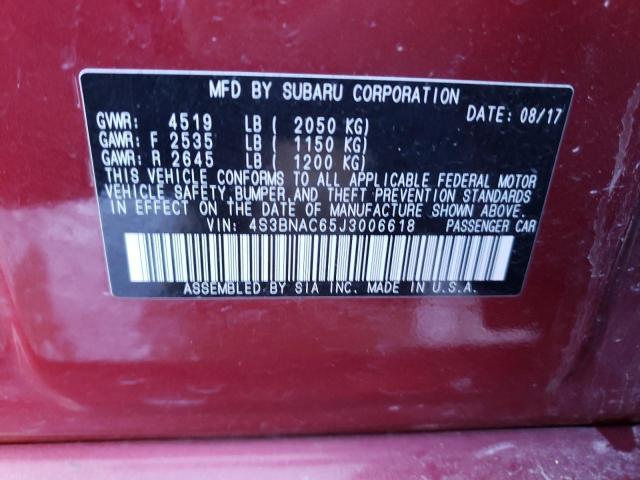 MFD BY SUBARU CORPORATION
DATE: 08/17
GVWR: 4519 LB ( 2050 KG)
GAWR: F 2535 LB ( 1150 KG)
GAWR: R 2645 LB ( 1200 KG)
THIS VEHICLE CONFORMS TO ALL APPLICABLE FEDERAL MOTOR
VEHICLE SAFETY, BUMPER, AND THEFT PREVENTION STANDARDS
IN EFFECT ON THE DATE OF MANUFACTURE SHOWN ABOVE.
VIN: 4S3BNAC65J3006618 PASSENGER CAR
ASSEMBLED BY SIA INC. MADE IN U.S.A.